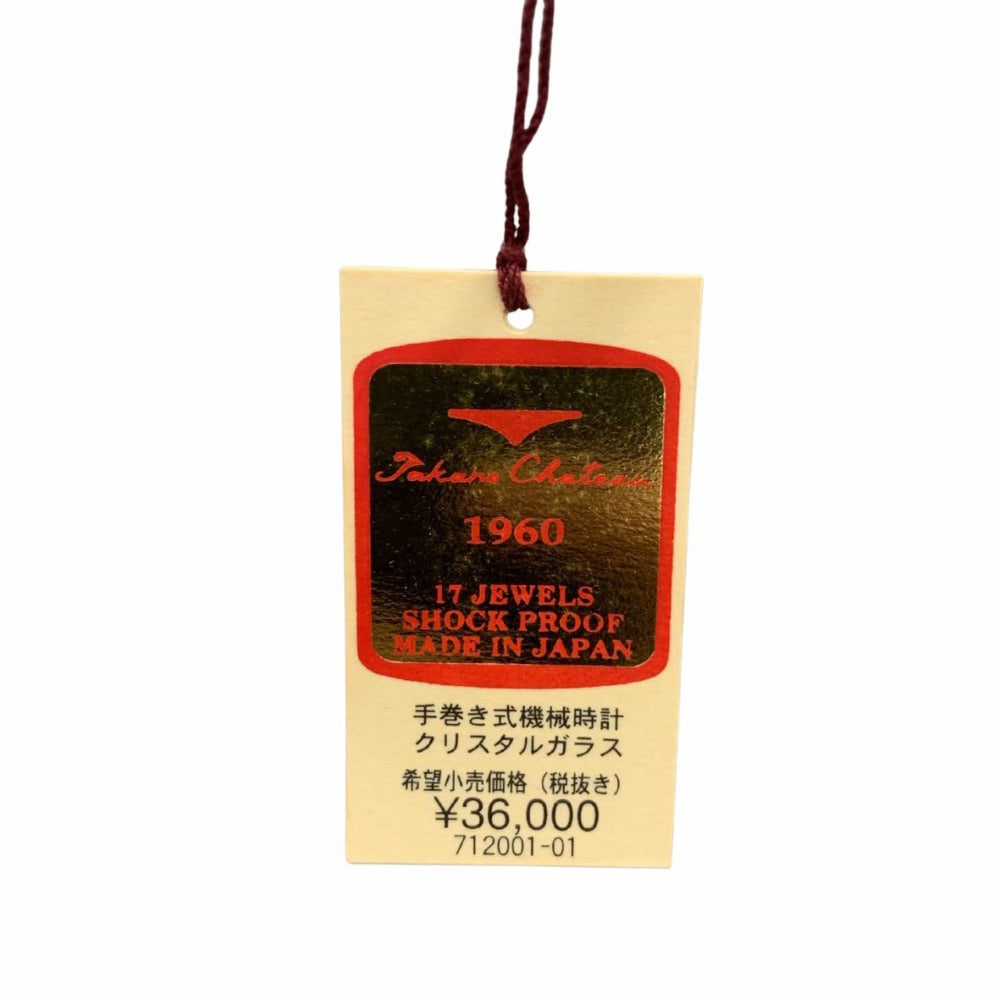 Takano Chateau
1960
17 JEWELS
SHOCK PROOF
MADE IN JAPAN
手巻き式機械時計
クリスタルガラス
希望小売価格（税抜き）
¥36,000
712001-01